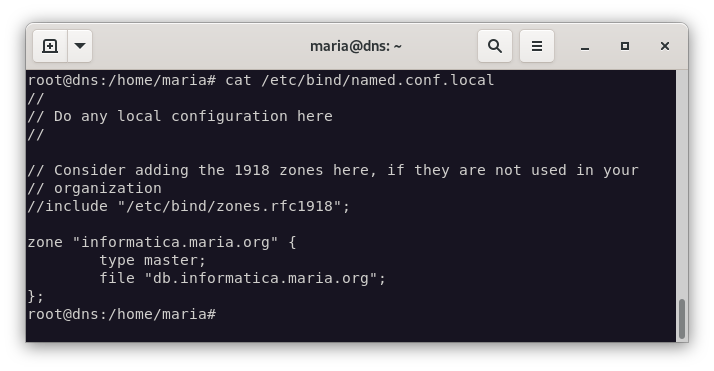 maria@dns: ~
root@dns:/home/maria# cat /etc/bind/named.conf.local
//
// Do any local configuration here
//
// Consider adding the 1918 zones here, if they are not used in your
// organization
//include "/etc/bind/zones.rfc1918";
zone "informatica.maria.org" {
        type master;
        file "db.informatica.maria.org";
};
root@dns:/home/maria#